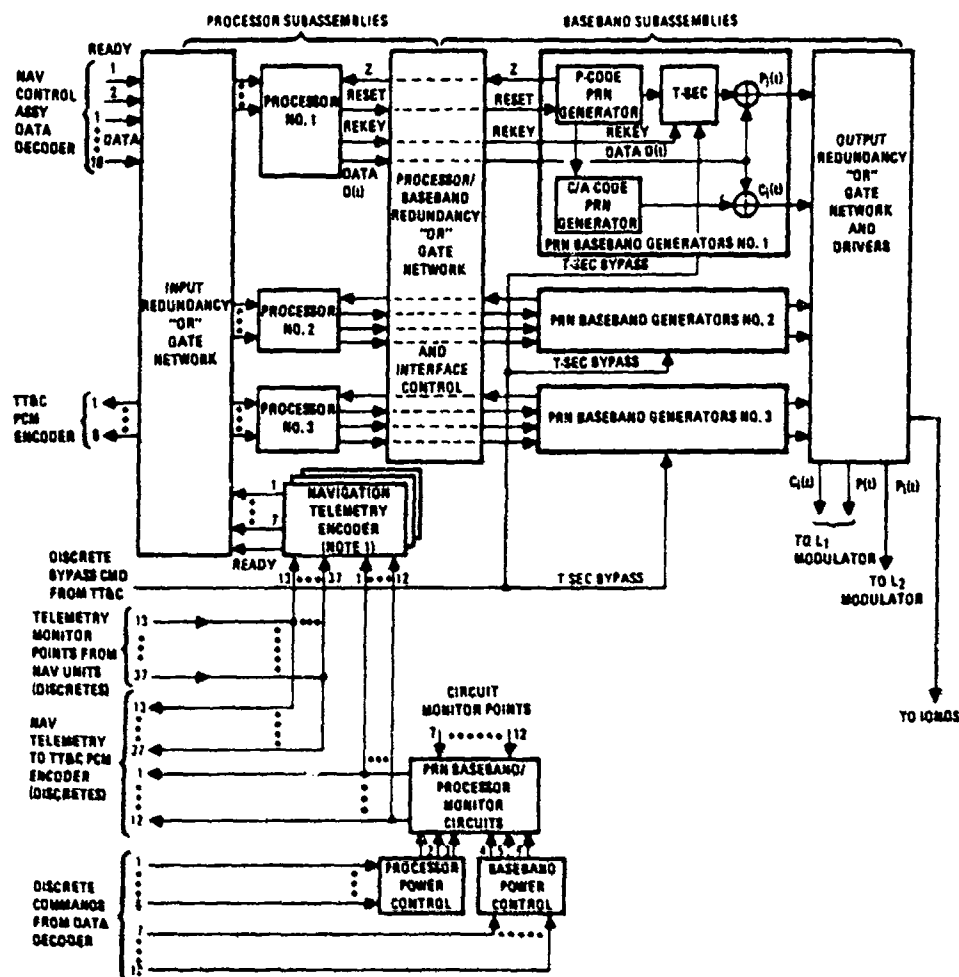 PROCESSOR SUBASSEMBLIES
BASEBAND SUBASSEMBLIES
READY
NAV
CONTROL
ASSY
DATA
DECODER
1
2
1
DATA
INPUT
REDUNDANCY
"OR"
GATE
NETWORK
PROCESSOR
NO. 1
Z
RESET
REKEY
DATA
D(t)
PROCESSOR/
BASEBAND
REDUNDANCY
"OR"
GATE
NETWORK
AND
INTERFACE
CONTROL
Z
RESET
REKEY
DATA D(t)
P-CODE
PRN
GENERATOR
T-SEC
Pi(t)
C/A CODE
PRN
GENERATOR
Ci(t)
PRN BASEBAND GENERATORS NO. 1
T-SEC BYPASS
OUTPUT
REDUNDANCY
"OR"
GATE
NETWORK
AND
DRIVERS
PROCESSOR
NO. 2
PRN BASEBAND GENERATORS NO. 2
T-SEC BYPASS
TT&C
PCM
ENCODER
1
PROCESSOR
NO. 3
PRN BASEBAND GENERATORS NO. 3
1
7
READY
NAVIGATION
TELEMETRY
ENCODER
(NOTE 1)
Ci(t)
P(t)
Pi(t)
TO L1
MODULATOR
TO L2
MODULATOR
TO IONDS
DISCRETE
BYPASS CMD
FROM TT&C
13
37
1
12
T SEC BYPASS
TELEMETRY
MONITOR
POINTS FROM
NAV UNITS
(DISCRETES)
13
37
NAV
TELEMETRY
TO TT&C PCM
ENCODER
(DISCRETES)
13
37
1
12
CIRCUIT
MONITOR POINTS
7
12
PRN BASEBAND/
PROCESSOR
MONITOR
CIRCUITS
2
3
4
5
PROCESSOR
POWER
CONTROL
BASEBAND
POWER
CONTROL
DISCRETE
COMMANDS
FROM DATA
DECODER
1
7